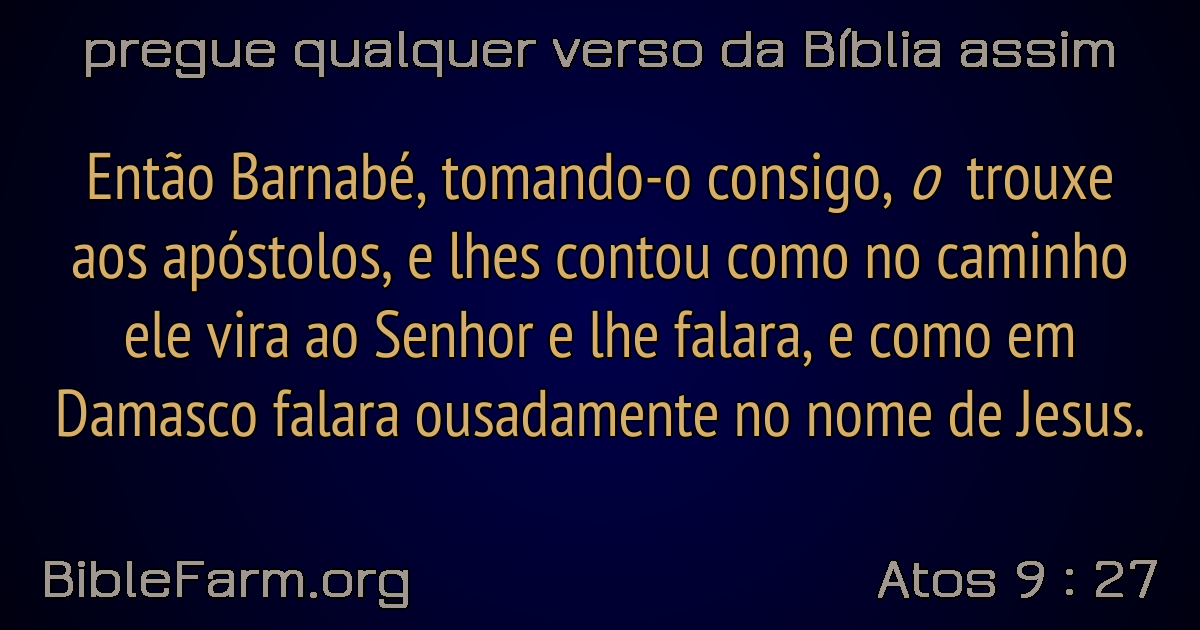 pregue qualquer verso da Bíblia assim
Então Barnabé, tomando-o consigo, o trouxe
aos apóstolos, e lhes contou como no caminho
ele vira ao Senhor e lhe falara, e como em
Damasco falara ousadamente no nome de Jesus.
BibleFarm.org
Atos 9 : 27